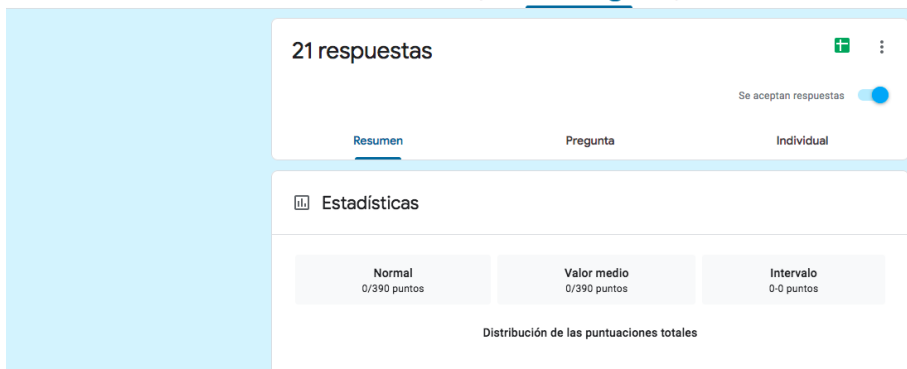 21 respuestas
Se aceptan respuestas
Resumen Pregunta Individual
Estadísticas
Normal Valor medio Intervalo
0/390 puntos 0/390 puntos 0-0 puntos
Distribución de las puntuaciones totales